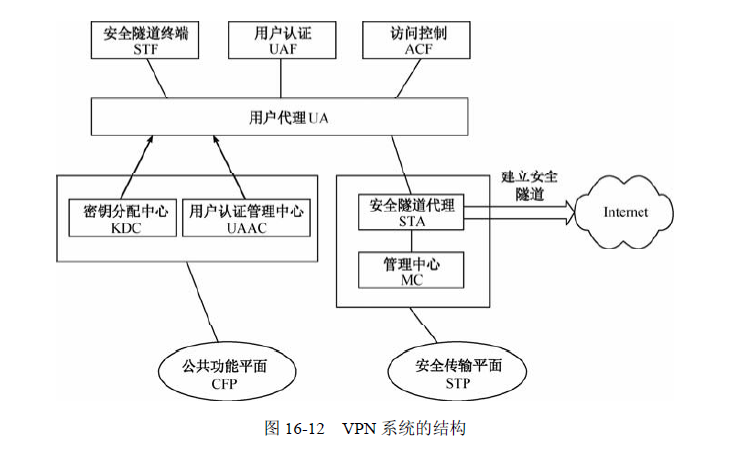 安全隧道终端
STF
用户认证
UAF
访问控制
ACF
用户代理UA
密钥分配中心
KDC
用户认证管理中心
UAAC
安全隧道代理
STA
管理中心
MC
建立安全
隧道
Internet
公共功能平面
CFP
安全传输平面
STP
图 16-12 VPN 系统的结构